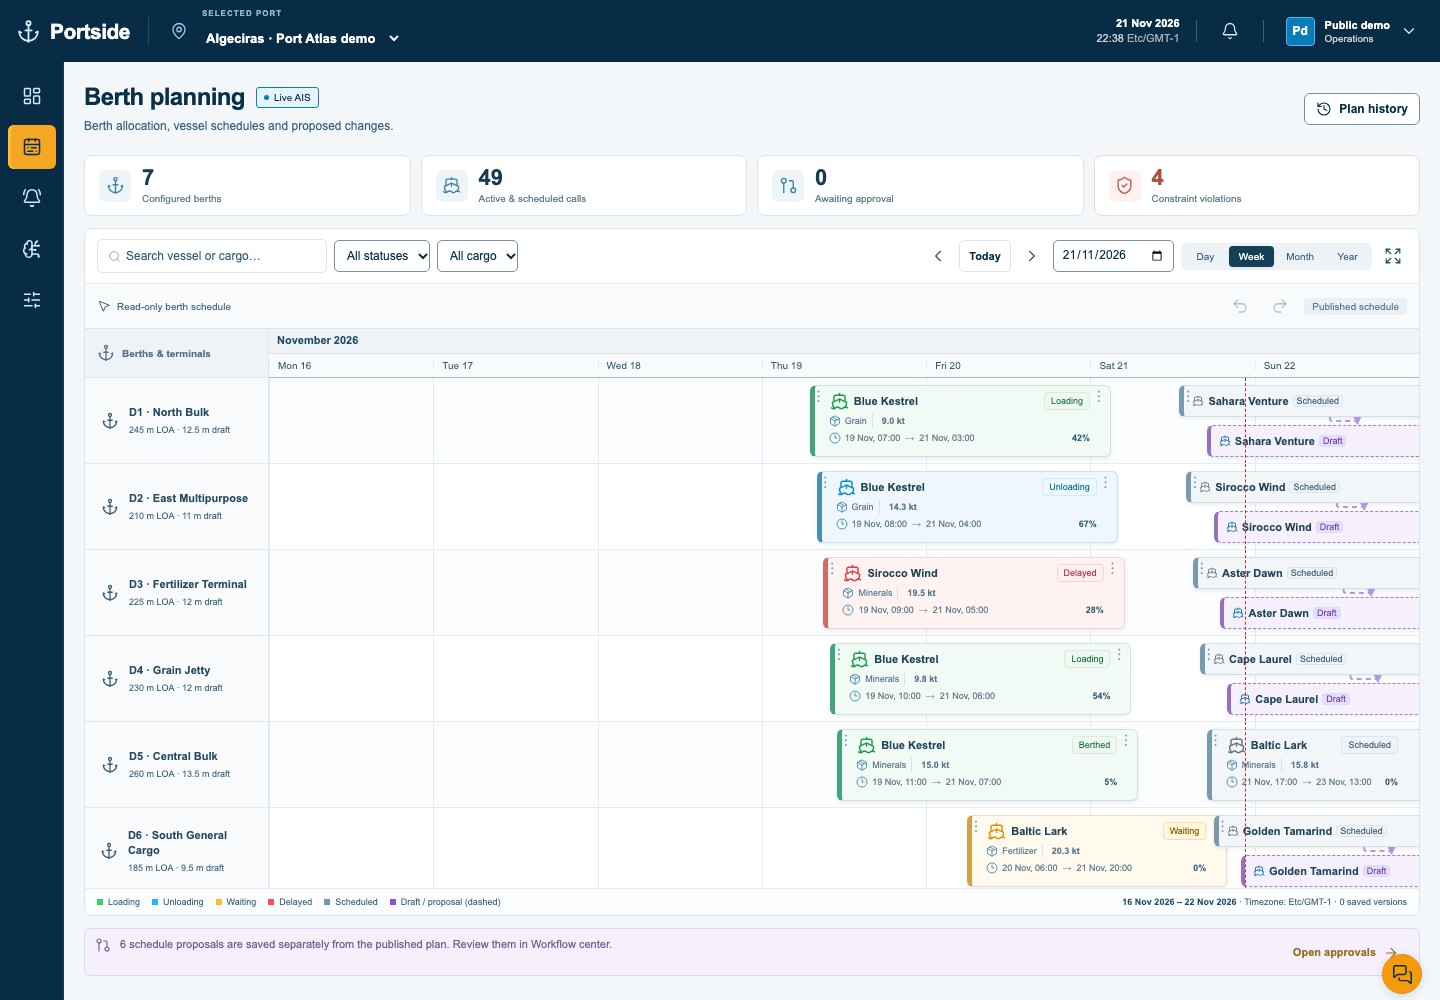 Portside
SELECTED PORT
Algeciras · Port Atlas demo
21 Nov 2026
22:38 Etc/GMT-1
Pd
Public demo
Operations
Berth planning
Live AIS
Berth allocation, vessel schedules and proposed changes.
Plan history
7
Configured berths
49
Active & scheduled calls
0
Awaiting approval
4
Constraint violations
Search vessel or cargo…
All statuses
All cargo
Today
21/11/2026
Day
Week
Month
Year
Read-only berth schedule
Published schedule
Berths & terminals
November 2026
Mon 16
Tue 17
Wed 18
Thu 19
Fri 20
Sat 21
Sun 22
D1 · North Bulk
245 m LOA · 12.5 m draft
Blue Kestrel
Loading
Grain
9.0 kt
19 Nov, 07:00 → 21 Nov, 03:00
42%
Sahara Venture
Scheduled
Sahara Venture
Draft
D2 · East Multipurpose
210 m LOA · 11 m draft
Blue Kestrel
Unloading
Grain
14.3 kt
19 Nov, 08:00 → 21 Nov, 04:00
67%
Sirocco Wind
Scheduled
Sirocco Wind
Draft
D3 · Fertilizer Terminal
225 m LOA · 12 m draft
Sirocco Wind
Delayed
Minerals
19.5 kt
19 Nov, 09:00 → 21 Nov, 05:00
28%
Aster Dawn
Scheduled
Aster Dawn
Draft
D4 · Grain Jetty
230 m LOA · 12 m draft
Blue Kestrel
Loading
Minerals
9.8 kt
19 Nov, 10:00 → 21 Nov, 06:00
54%
Cape Laurel
Scheduled
Cape Laurel
Draft
D5 · Central Bulk
260 m LOA · 13.5 m draft
Blue Kestrel
Berthed
Minerals
15.0 kt
19 Nov, 11:00 → 21 Nov, 07:00
5%
Baltic Lark
Scheduled
Minerals
15.8 kt
21 Nov, 17:00 → 23 Nov, 13:00
0%
D6 · South General
Cargo
185 m LOA · 9.5 m draft
Baltic Lark
Waiting
Fertilizer
20.3 kt
20 Nov, 06:00 → 21 Nov, 20:00
0%
Golden Tamarind
Scheduled
Golden Tamarind
Draft
Loading
Unloading
Waiting
Delayed
Scheduled
Draft / proposal (dashed)
16 Nov 2026 – 22 Nov 2026 · Timezone: Etc/GMT-1 · 0 saved versions
6 schedule proposals are saved separately from the published plan. Review them in Workflow center.
Open approvals →